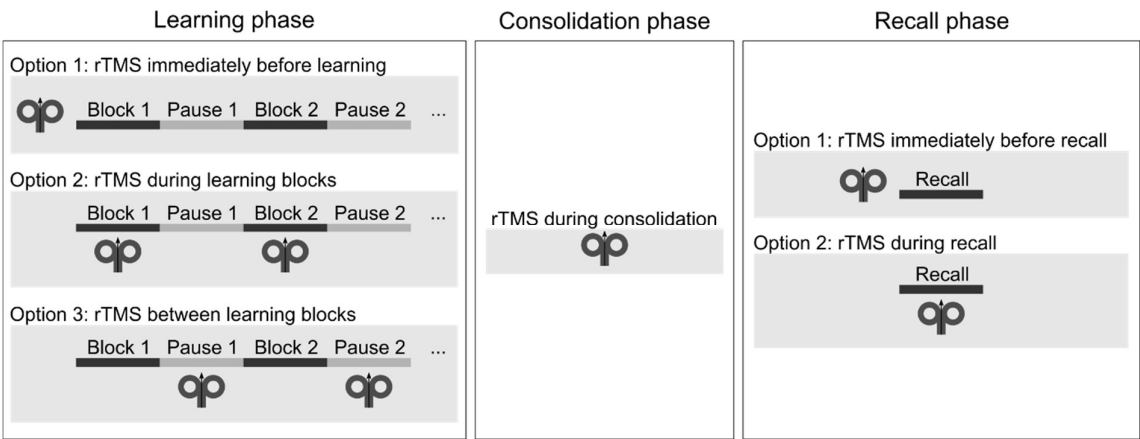 Learning phase
Option 1: rTMS immediately before learning
Block 1 Pause 1 Block 2 Pause 2 ...
Option 2: rTMS during learning blocks
Block 1 Pause 1 Block 2 Pause 2 ...
Option 3: rTMS between learning blocks
Block 1 Pause 1 Block 2 Pause 2 ...
Consolidation phase
rTMS during consolidation
Recall phase
Option 1: rTMS immediately before recall
Recall
Option 2: rTMS during recall
Recall